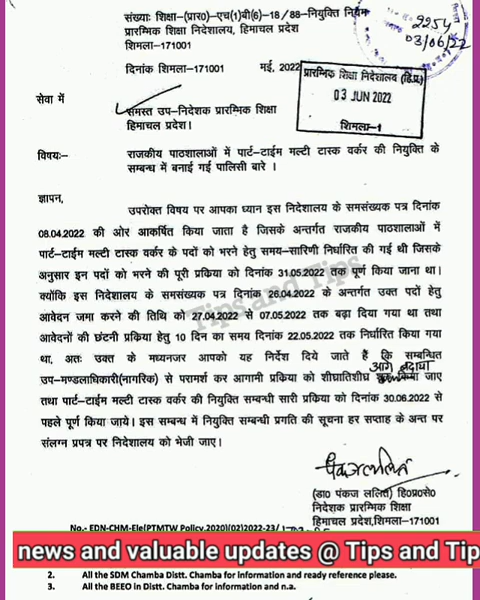 संख्याः शिक्षा-(प्रार०)-एच(1)बी(6)-18/88-नियुक्ति नियम
प्रारम्भिक शिक्षा निदेशालय, हिमाचल प्रदेश
शिमला-171001
2254
03/06/22
दिनांक शिमला-171001 मई, 2022
प्रारम्भिक शिक्षा निदेशालय (हि.प्र.)
03 JUN 2022
शिमला-1
सेवा में
समस्त उप-निदेशक प्रारम्भिक शिक्षा
हिमाचल प्रदेश।
विषयः- राजकीय पाठशालाओं में पार्ट-टाईम मल्टी टास्क वर्कर की नियुक्ति के
सम्बन्ध में बनाई गई पालिसी बारे ।
ज्ञापन,
उपरोक्त विषय पर आपका ध्यान इस निदेशालय के समसंख्यक पत्र दिनांक
08.04.2022 की ओर आकर्षित किया जाता है जिसके अन्तर्गत राजकीय पाठशालाओं में
पार्ट-टाईम मल्टी टास्क वर्कर के पदों को भरने हेतु समय-सारिणी निर्धारित की गई थी जिसके
अनुसार इन पदों को भरने की पूरी प्रकिया को दिनांक 31.05.2022 तक पूर्ण किया जाना था।
क्योंकि इस निदेशालय के समसंख्यक पत्र दिनांक 26.04.2022 के अन्तर्गत उक्त पदों हेतु
आवेदन जमा करने की तिथि को 27.04.2022 से 07.05.2022 तक बढ़ा दिया गया था तथा
आवेदनों की छंटनी प्रकिया हेतु 10 दिन का समय दिनांक 22.05.2022 तक निर्धारित किया गया
था, अतः उक्त के मध्यनजर आपको यह निर्देश दिये जाते है कि सम्बन्धित
आगे बढ़ाया
उप-मण्डलाधिकारी(नागरिक) से परामर्श कर आगामी प्रकिया को शीघ्रातिशीघ्र किया जाए
तथा पार्ट-टाईम मल्टी टास्क वर्कर की नियुक्ति सम्बन्धी सारी प्रकिया को दिनांक 30.06.2022 से
पहले पूर्ण किया जाये। इस सम्बन्ध में नियुक्ति सम्बन्धी प्रगति की सूचना हर सप्ताह के अन्त पर
संलग्न प्रपत्र पर निदेशालय को भेजी जाए।
Tips and Tips
पंकज ललित
(डा० पंकज ललित) हि०प्र०से०
निदेशक प्रारम्भिक शिक्षा
हिमाचल प्रदेश,शिमला-171001
No.- EDN-CHM-Ele(PTMTW Policy.2020)(02)2022-23/
news and valuable updates @ Tips and Tip
2. All the SDM Chamba Distt. Chamba for information and ready reference please.
3. All the BEEO in Distt. Chamba for information and n.a.